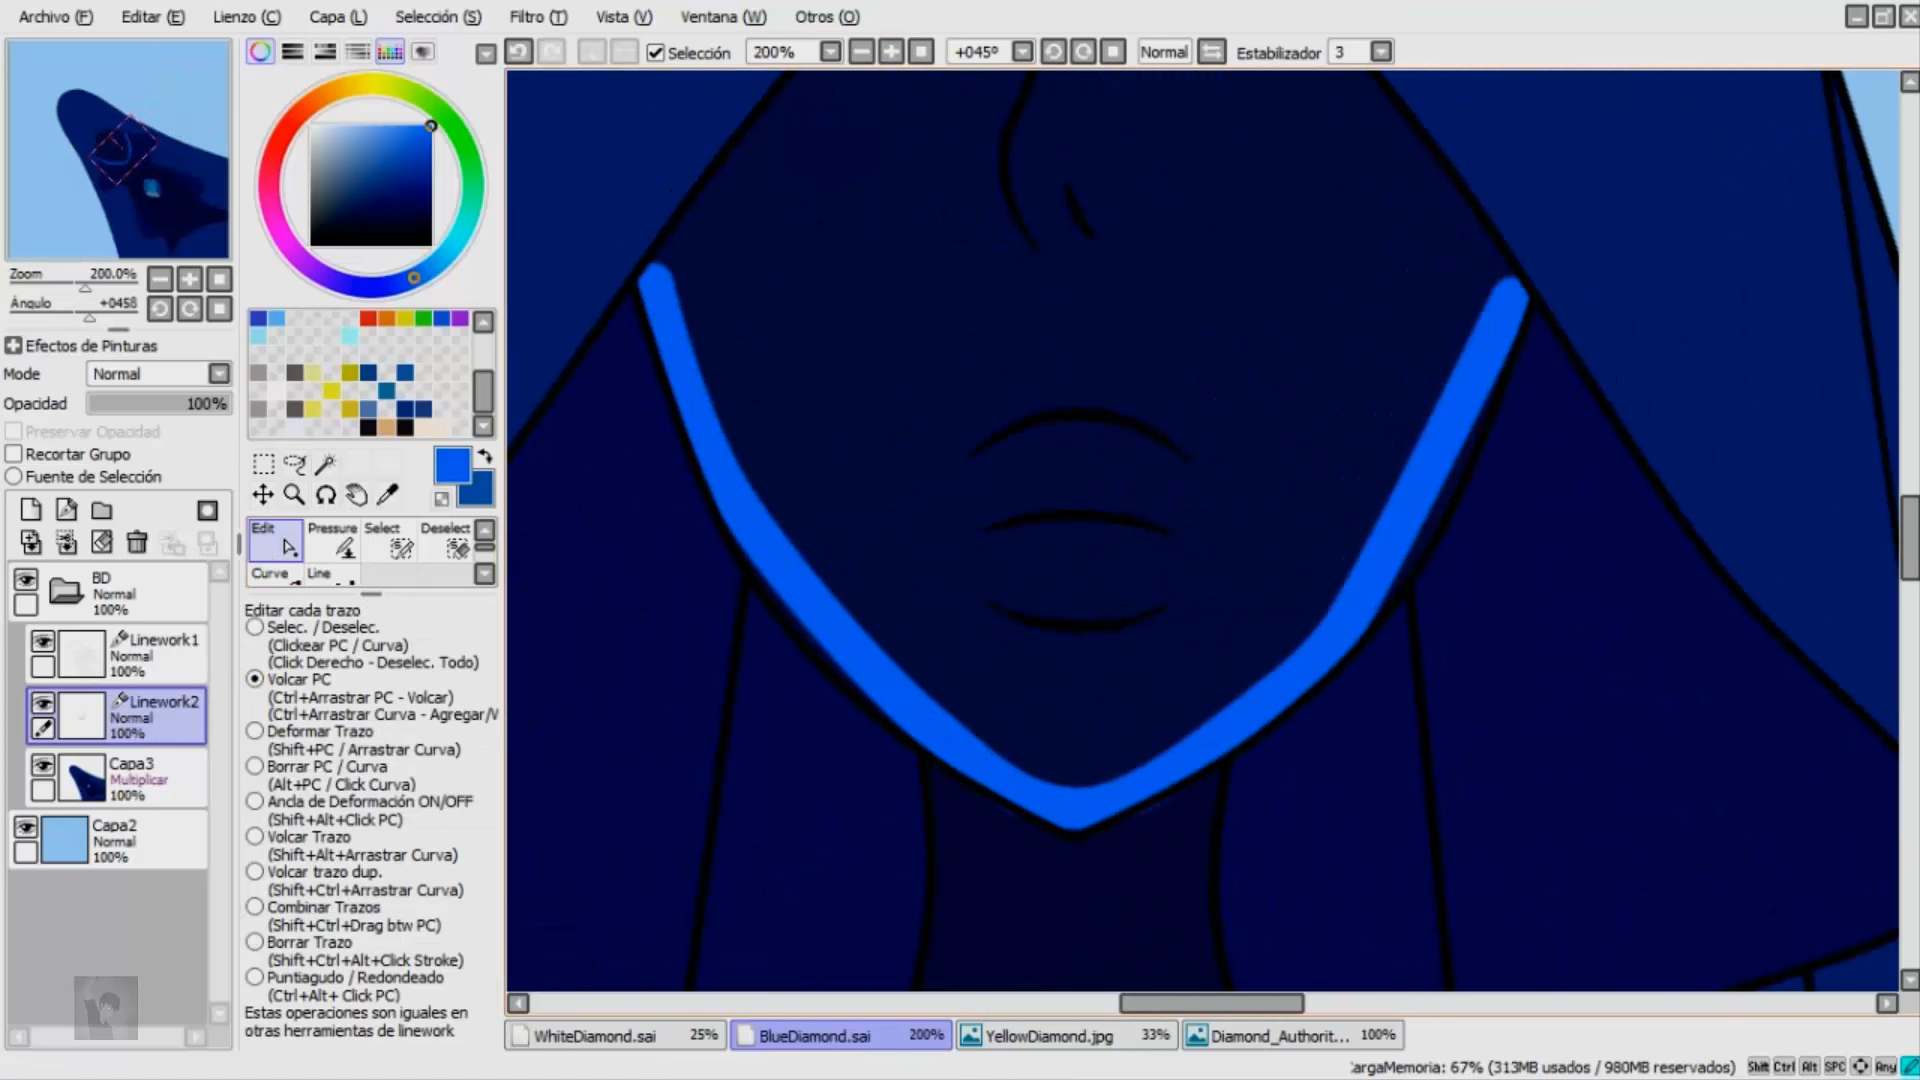 Archivo (F) Editar (E) Lienzo (C) Capa (L) Selección (S) Filtro (T) Vista (V) Ventana (W) Otros (O)
Selección 200% +045º Normal Estabilizador 3
Zoom 200.0%
Ángulo +045ß
Efectos de Pinturas
Mode Normal
Opacidad 100%
Preservar Opacidad
Recortar Grupo
Fuente de Selección
BD
Normal
100%
Linework1
Normal
100%
Linework2
Normal
100%
Capa3
Multiplicar
100%
Capa2
Normal
100%
Edit Pressure Select Deselect
Curve Line
Editar cada trazo
Selec. / Deselec.
(Clickear PC / Curva)
(Click Derecho - Deselec. Todo)
Volcar PC
(Ctrl+Arrastrar PC - Volcar)
(Ctrl+Arrastrar Curva - Agregar/V
Deformar Trazo
(Shift+PC / Arrastrar Curva)
Borrar PC / Curva
(Alt+PC / Click Curva)
Ancla de Deformación ON/OFF
(Shift+Alt+Click PC)
Volcar Trazo
(Shift+Alt+Arrastrar Curva)
Volcar trazo dup.
(Shift+Ctrl+Arrastrar Curva)
Combinar Trazos
(Shift+Ctrl+Drag btw PC)
Borrar Trazo
(Shift+Ctrl+Alt+Click Stroke)
Puntiagudo / Redondeado
(Ctrl+Alt+ Click PC)
Estas operaciones son iguales en
otras herramientas de linework
WhiteDiamond.sai 25% BlueDiamond.sai 200% YellowDiamond.jpg 33% Diamond_Authorit... 100%
argaMemoria: 67% (313MB usados / 980MB reservados) Shift Ctrl Alt SPC Any